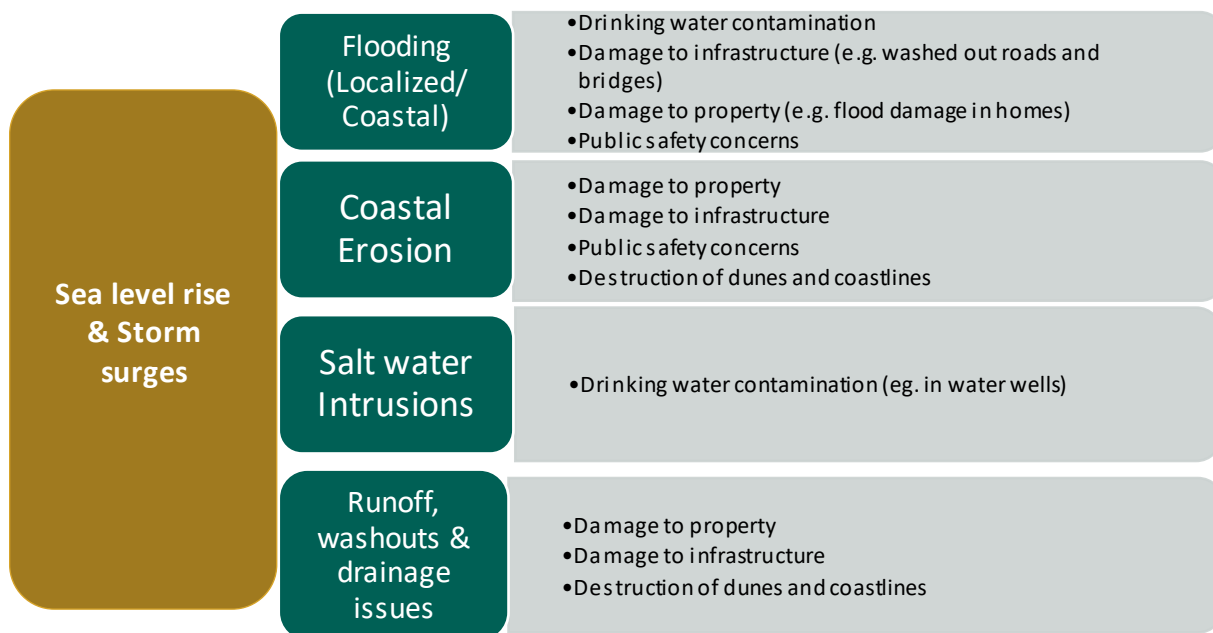 Sea level rise
& Storm
surges
Flooding
(Localized/
Coastal)
•Drinking water contamination
•Damage to infrastructure (e.g. washed out roads and
bridges)
•Damage to property (e.g. flood damage in homes)
•Public safety concerns
Coastal
Erosion
•Damage to property
•Damage to infrastructure
•Public safety concerns
•Destruction of dunes and coastlines
Salt water
Intrusions
•Drinking water contamination (eg. in water wells)
Runoff,
washouts &
drainage
issues
•Damage to property
•Damage to infrastructure
•Destruction of dunes and coastlines